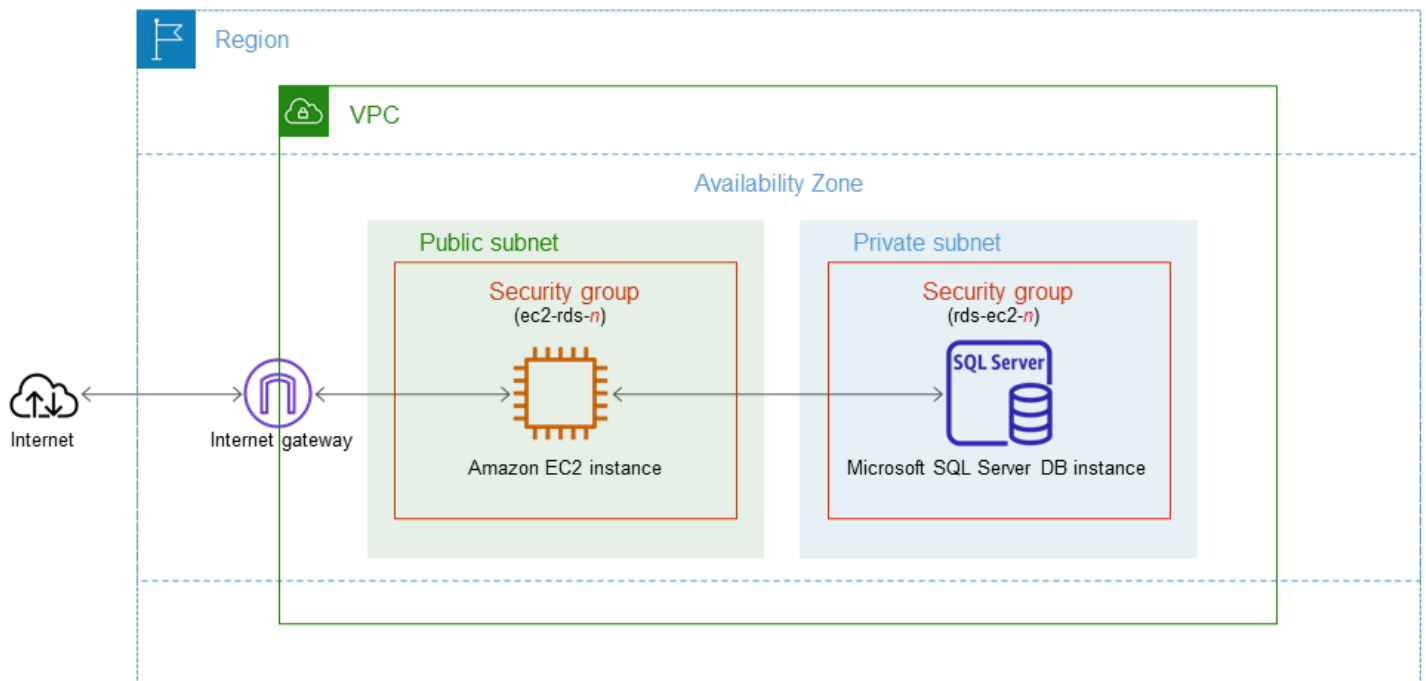 Region
VPC
Availability Zone
Public subnet
Private subnet
Security group
(ec2-rds-n)
Security group
(rds-ec2-n)
SQL Server
Internet
Internet gateway
Amazon EC2 instance
Microsoft SQL Server DB instance